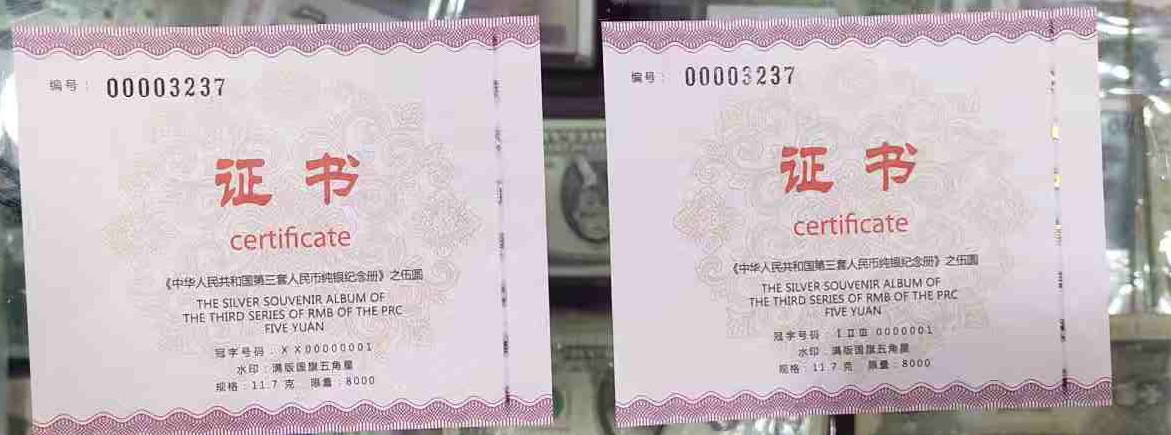 编号：00003237
证书
certificate
《中华人民共和国第三套人民币纯银纪念册》之伍圆
THE SILVER SOUVENIR ALBUM OF
THE THIRD SERIES OF RMB OF THE PRC
FIVE YUAN
冠字号码：XX00000001
水印：满版国旗五角星
规格：11.7克 限量：8000
编号：00003237
证书
certificate
《中华人民共和国第三套人民币纯银纪念册》之伍圆
THE SILVER SOUVENIR ALBUM OF
THE THIRD SERIES OF RMB OF THE PRC
FIVE YUAN
冠字号码：ⅠⅡⅢ 0000001
水印：满版国旗五角星
规格：11.7克 限量：8000